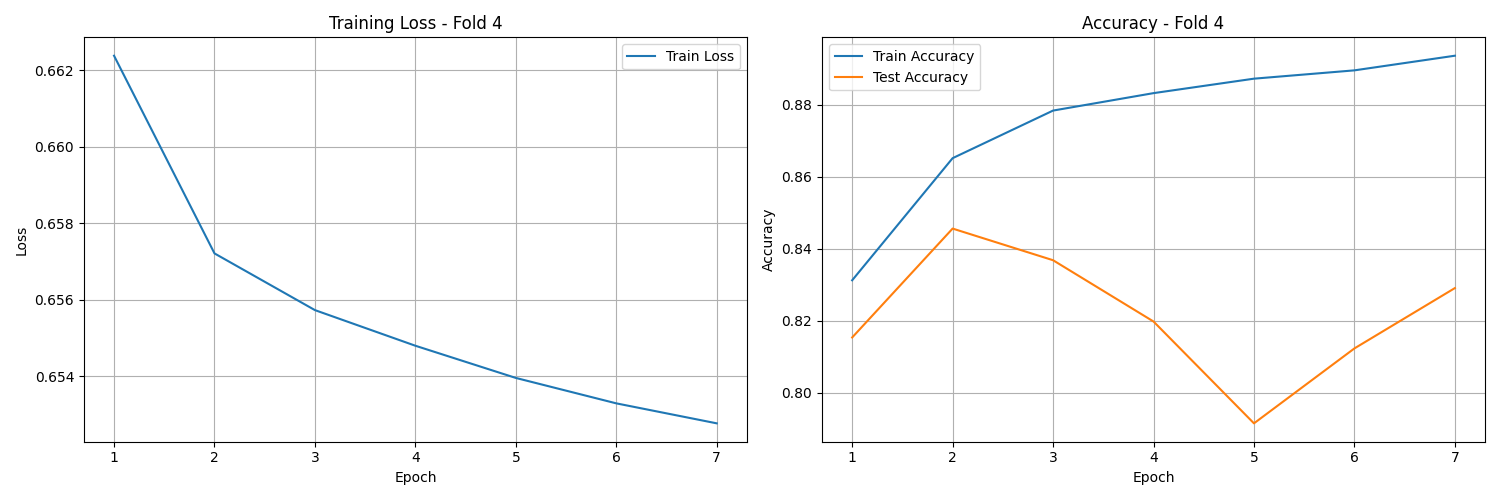 Training Loss - Fold 4
Train Loss
0.662
0.660
0.658
0.656
0.654
Loss
1 2 3 4 5 6 7
Epoch
Accuracy - Fold 4
Train Accuracy
Test Accuracy
0.88
0.86
0.84
0.82
0.80
Accuracy
1 2 3 4 5 6 7
Epoch